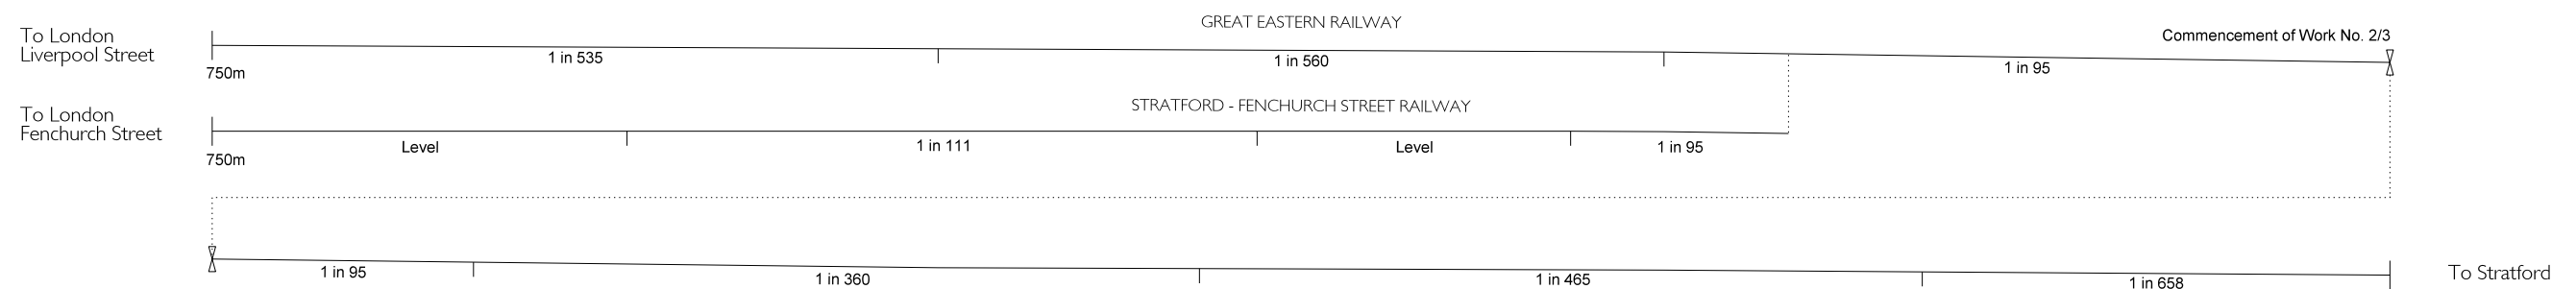 GREAT EASTERN RAILWAY
To London
Liverpool Street
Commencement of Work No. 2/3
750m
1 in 535
1 in 560
1 in 95
STRATFORD - FENCHURCH STREET RAILWAY
To London
Fenchurch Street
750m
Level
1 in 111
Level
1 in 95
1 in 95
1 in 360
1 in 465
1 in 658
To Stratford